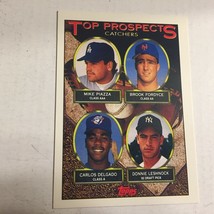 TOP PROSPECTS
CATCHERS
MIKE PIAZZA
CLASS AAA
BROOK FORDYCE
CLASS AA
CARLOS DELGADO
CLASS A
DONNIE LESHNOCK
'92 DRAFT PICK
TOPPS